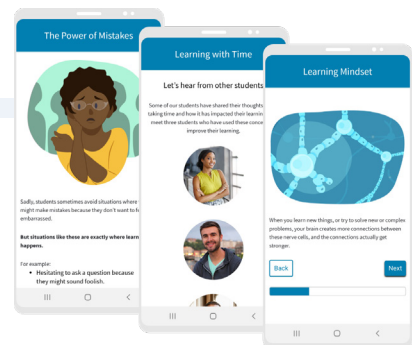 The Power of Mistakes
Sadly, students sometimes avoid situations where
might make mistakes because they don't want to f
embarrassed.
But situations like these are exactly where learn
happens.
For example:
• Hesitating to ask a question because
they might sound foolish.
Learning with Time
Let's hear from other students
Some of our students have shared their thoughts
taking time and how it has impacted their learnin
meet three students who have used these conce
improve their learning.
Learning Mindset
When you learn new things, or try to solve new or complex
problems, your brain creates more connections between
these nerve cells, and the connections actually get
stronger.
Back
Next